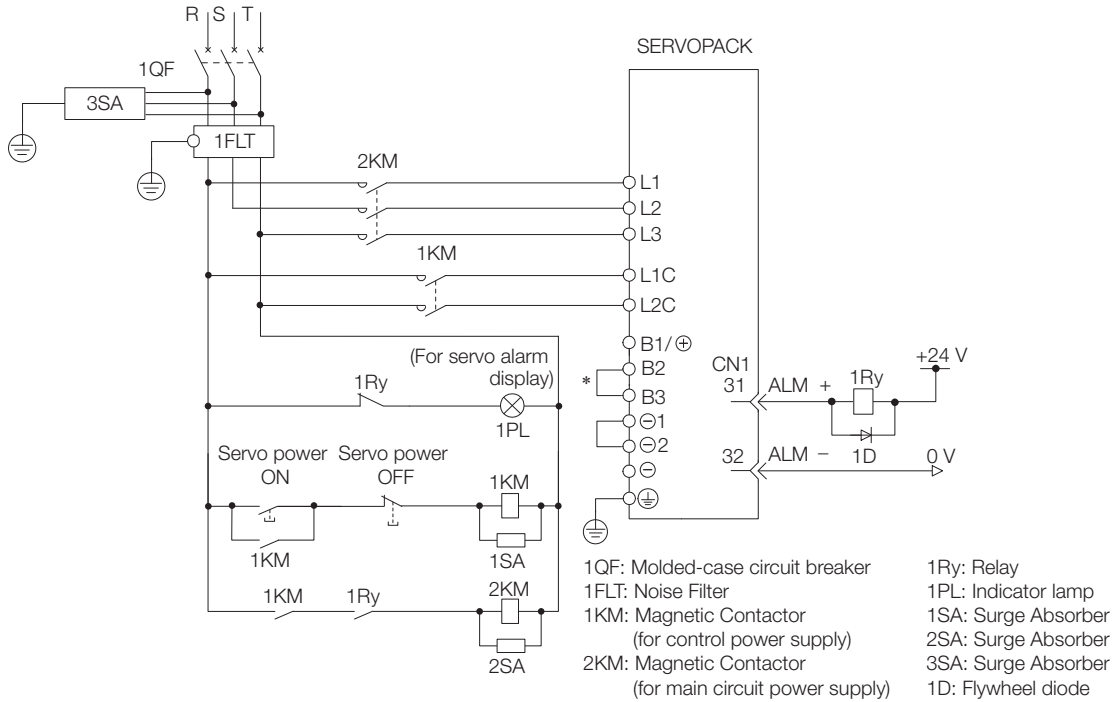 R S T
SERVOPACK
1QF
3SA
1FLT
2KM
L1
L2
L3
1KM
L1C
L2C
B1/⊕
(For servo alarm
display)
B2
CN1
+24 V
1Ry
*
B3
31
ALM +
1Ry
1PL
⊖1
Servo power
ON
Servo power
OFF
⊖2
32
ALM −
1D
0 V
1KM
⊖
1KM
1SA
1KM
1Ry
2KM
2SA
1QF: Molded-case circuit breaker
1FLT: Noise Filter
1KM: Magnetic Contactor
(for control power supply)
2KM: Magnetic Contactor
(for main circuit power supply)
1Ry: Relay
1PL: Indicator lamp
1SA: Surge Absorber
2SA: Surge Absorber
3SA: Surge Absorber
1D: Flywheel diode